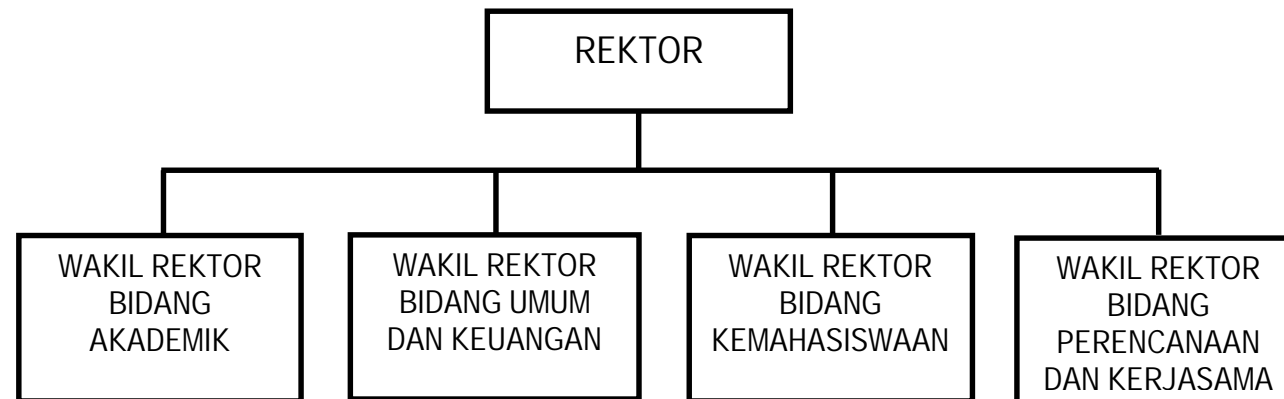 REKTOR
WAKIL REKTOR
BIDANG
AKADEMIK
WAKIL REKTOR
BIDANG UMUM
DAN KEUANGAN
WAKIL REKTOR
BIDANG
KEMAHASISWAAN
WAKIL REKTOR
BIDANG
PERENCANAAN
DAN KERJASAMA